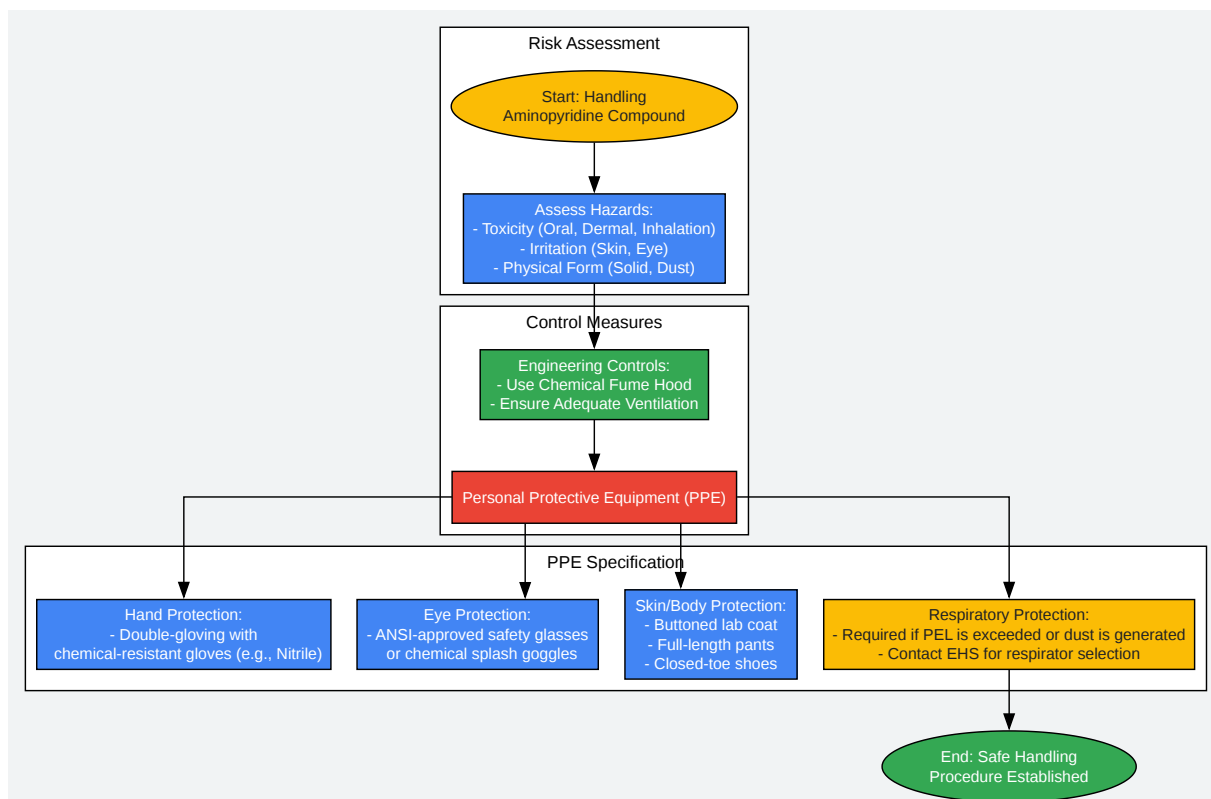 Risk Assessment
Start: Handling
Aminopyridine Compound
Assess Hazards:
- Toxicity (Oral, Dermal, Inhalation)
- Irritation (Skin, Eye)
- Physical Form (Solid, Dust)
Control Measures
Engineering Controls:
- Use Chemical Fume Hood
- Ensure Adequate Ventilation
Personal Protective Equipment (PPE)
PPE Specification
Hand Protection:
- Double-gloving with
chemical-resistant gloves (e.g., Nitrile)
Eye Protection:
- ANSI-approved safety glasses
or chemical splash goggles
Skin/Body Protection:
- Buttoned lab coat
- Full-length pants
- Closed-toe shoes
Respiratory Protection:
- Required if PEL is exceeded or dust is generated
- Contact EHS for respirator selection
End: Safe Handling
Procedure Established